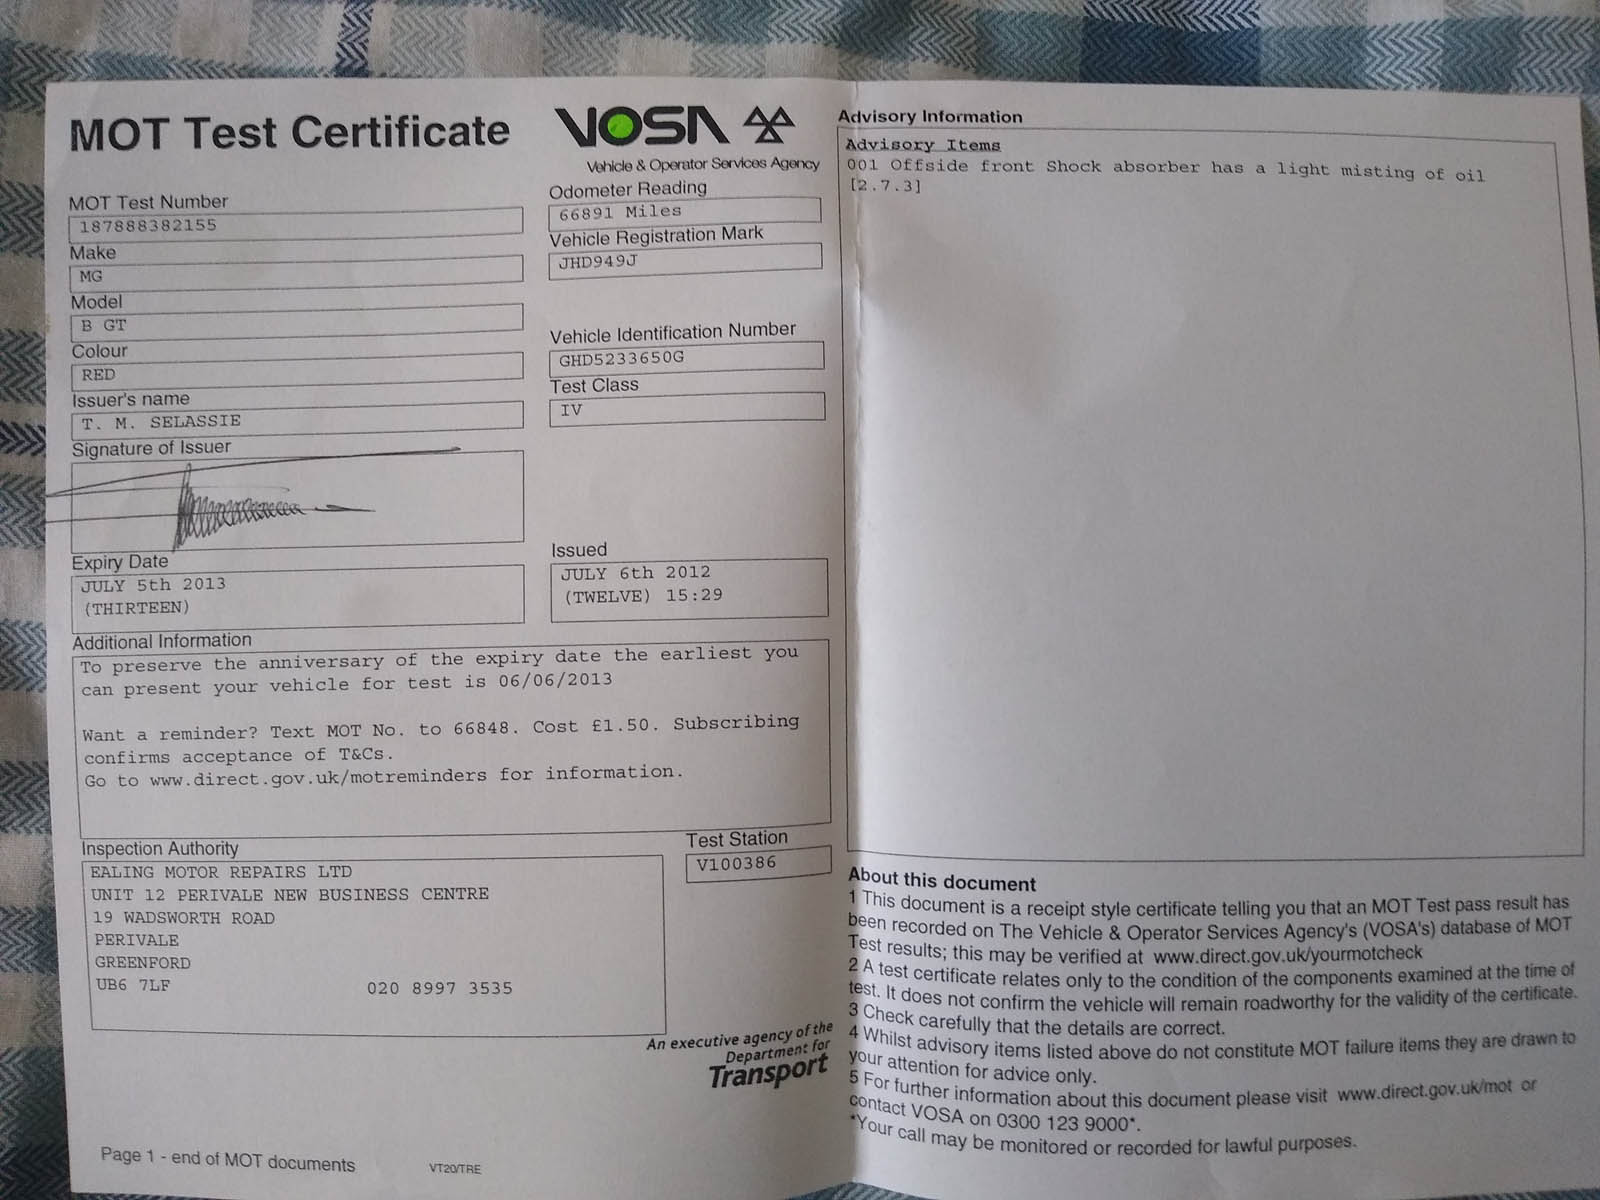 MOT Test Certificate
VOSA
Vehicle & Operator Services Agency
MOT Test Number
187888382155
Make
MG
Model
B GT
Colour
RED
Issuer's name
T. M. SELASSIE
Signature of Issuer
Odometer Reading
66891 Miles
Vehicle Registration Mark
JHD949J
Vehicle Identification Number
GHD5233650G
Test Class
IV
Expiry Date
JULY 5th 2013
(THIRTEEN)
Issued
JULY 6th 2012
(TWELVE) 15:29
Additional Information
To preserve the anniversary of the expiry date the earliest you
can present your vehicle for test is 06/06/2013
Want a reminder? Text MOT No. to 66848. Cost £1.50. Subscribing
confirms acceptance of T&Cs.
Go to www.direct.gov.uk/motreminders for information.
Inspection Authority
EALING MOTOR REPAIRS LTD
UNIT 12 PERIVALE NEW BUSINESS CENTRE
19 WADSWORTH ROAD
PERIVALE
GREENFORD
UB6 7LF 020 8997 3535
Test Station
V100386
An executive agency of the
Department for
Transport
Page 1 - end of MOT documents
VT20/TRE
Advisory Information
Advisory Items
001 Offside front Shock absorber has a light misting of oil
[2.7.3]
About this document
1 This document is a receipt style certificate telling you that an MOT Test pass result has
been recorded on The Vehicle & Operator Services Agency's (VOSA's) database of MOT
Test results; this may be verified at www.direct.gov.uk/yourmotcheck
2 A test certificate relates only to the condition of the components examined at the time of
test. It does not confirm the vehicle will remain roadworthy for the validity of the certificate.
3 Check carefully that the details are correct.
4 Whilst advisory items listed above do not constitute MOT failure items they are drawn to
your attention for advice only.
5 For further information about this document please visit www.direct.gov.uk/mot or
contact VOSA on 0300 123 9000*.
*Your call may be monitored or recorded for lawful purposes.